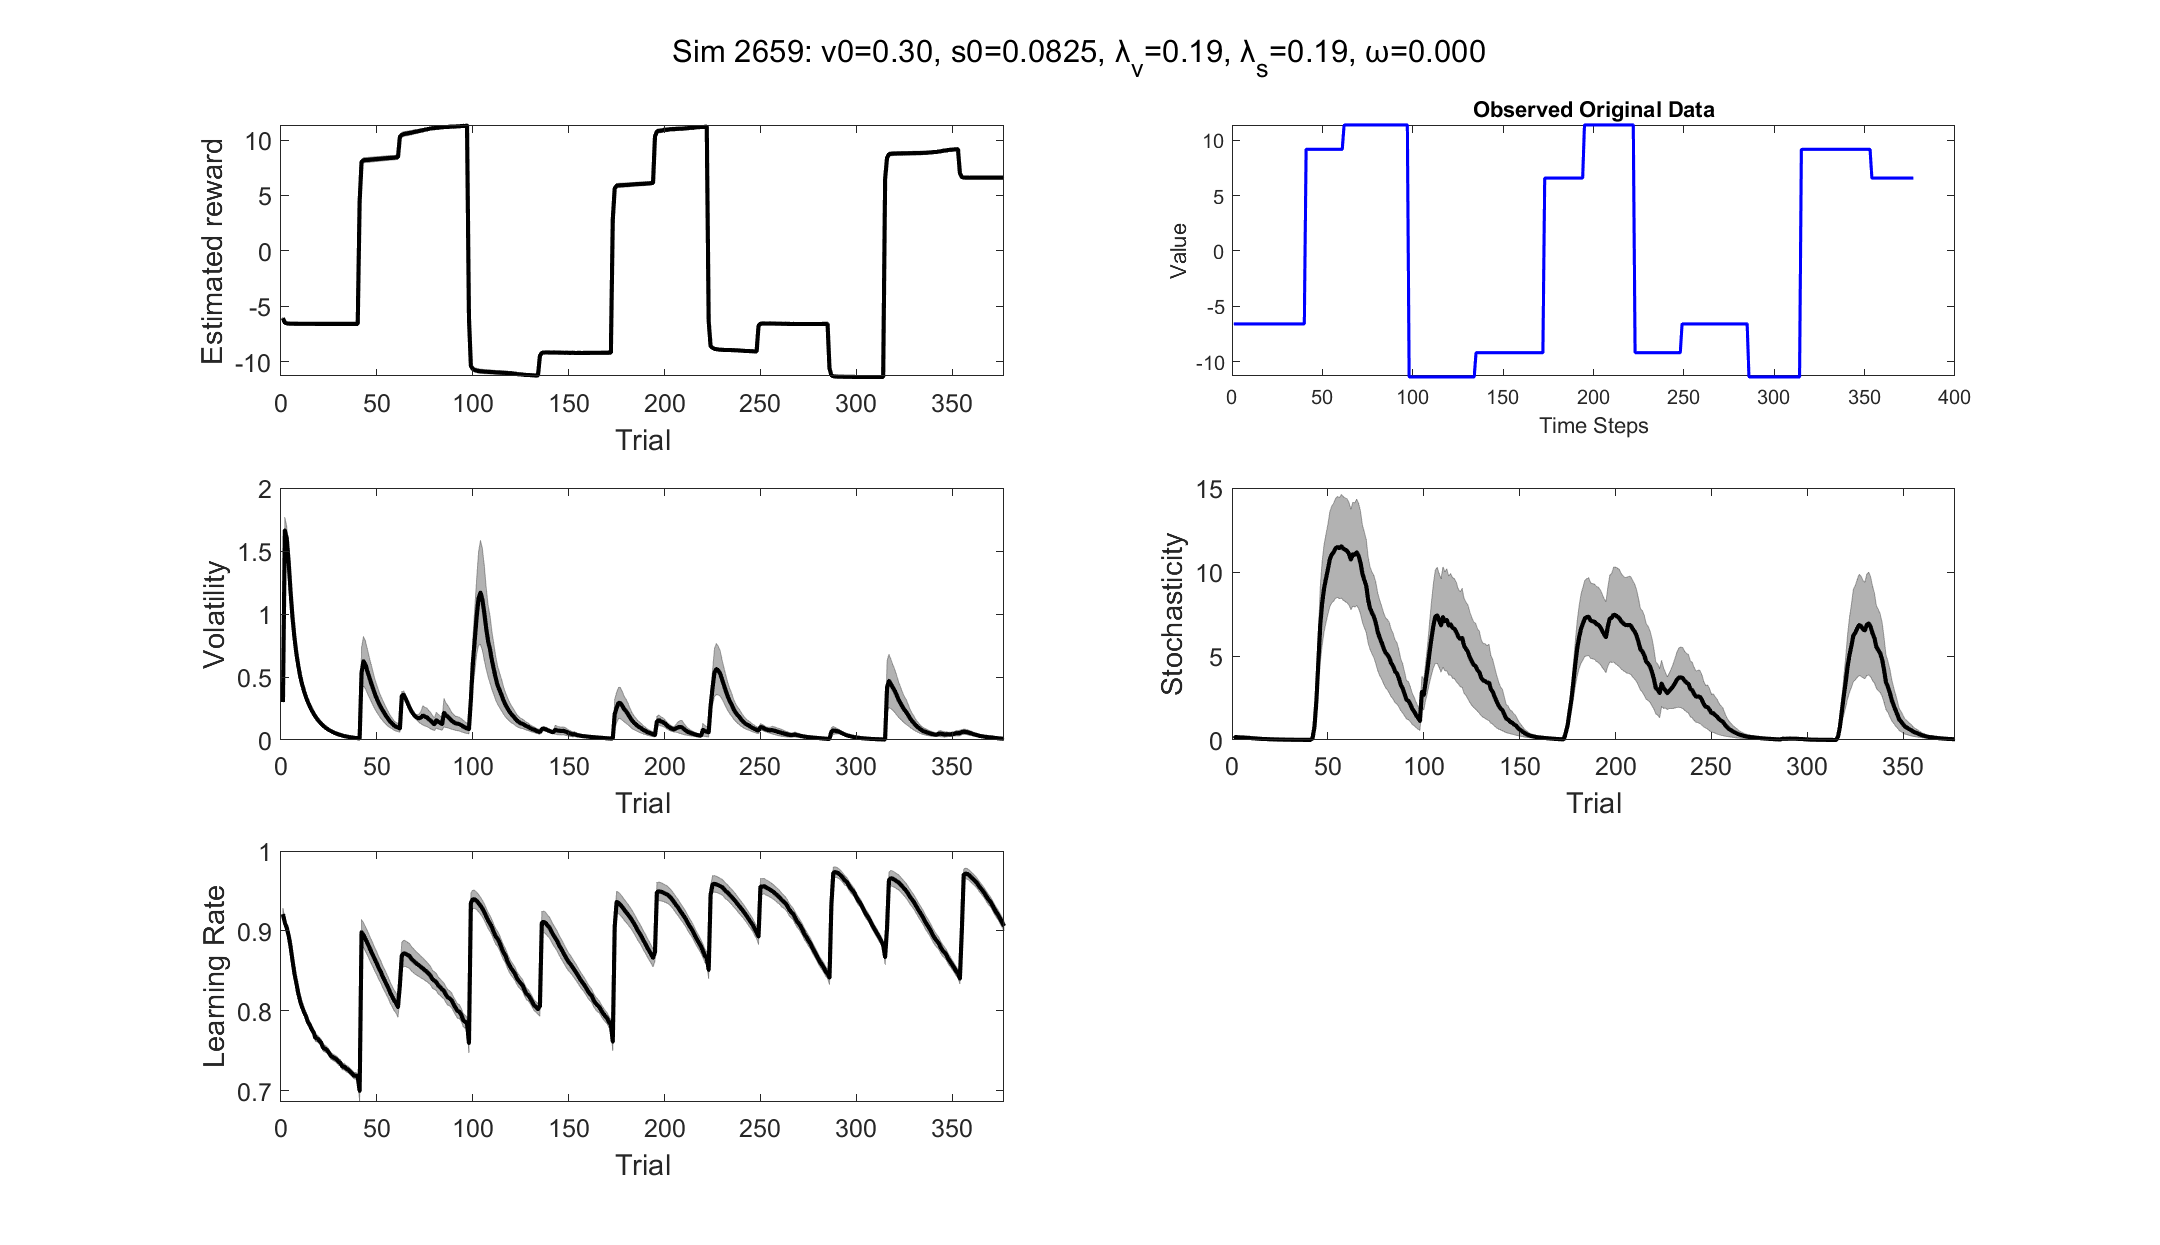 Sim 2659: v0=0.30, s0=0.0825, λ_v=0.19, λ_s=0.19, ω=0.000
Estimated reward
10
5
0
-5
-10
0 50 100 150 200 250 300 350
Trial
Observed Original Data
Value
10
5
0
-5
-10
0 50 100 150 200 250 300 350 400
Time Steps
Volatility
2
1.5
1
0.5
0
0 50 100 150 200 250 300 350
Trial
Stochasticity
15
10
5
0
0 50 100 150 200 250 300 350
Trial
Learning Rate
1
0.9
0.8
0.7
0 50 100 150 200 250 300 350
Trial